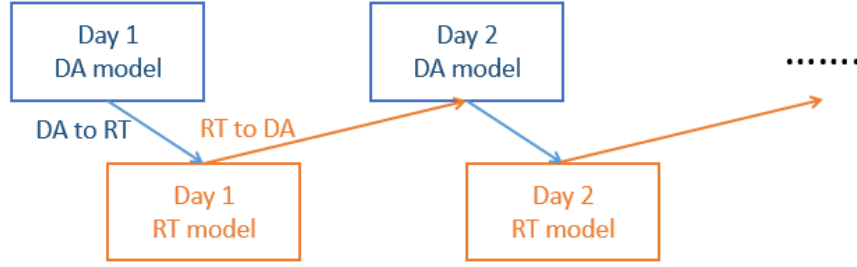 Day 1
DA model
Day 2
DA model
.......
DA to RT
RT to DA
Day 1
RT model
Day 2
RT model